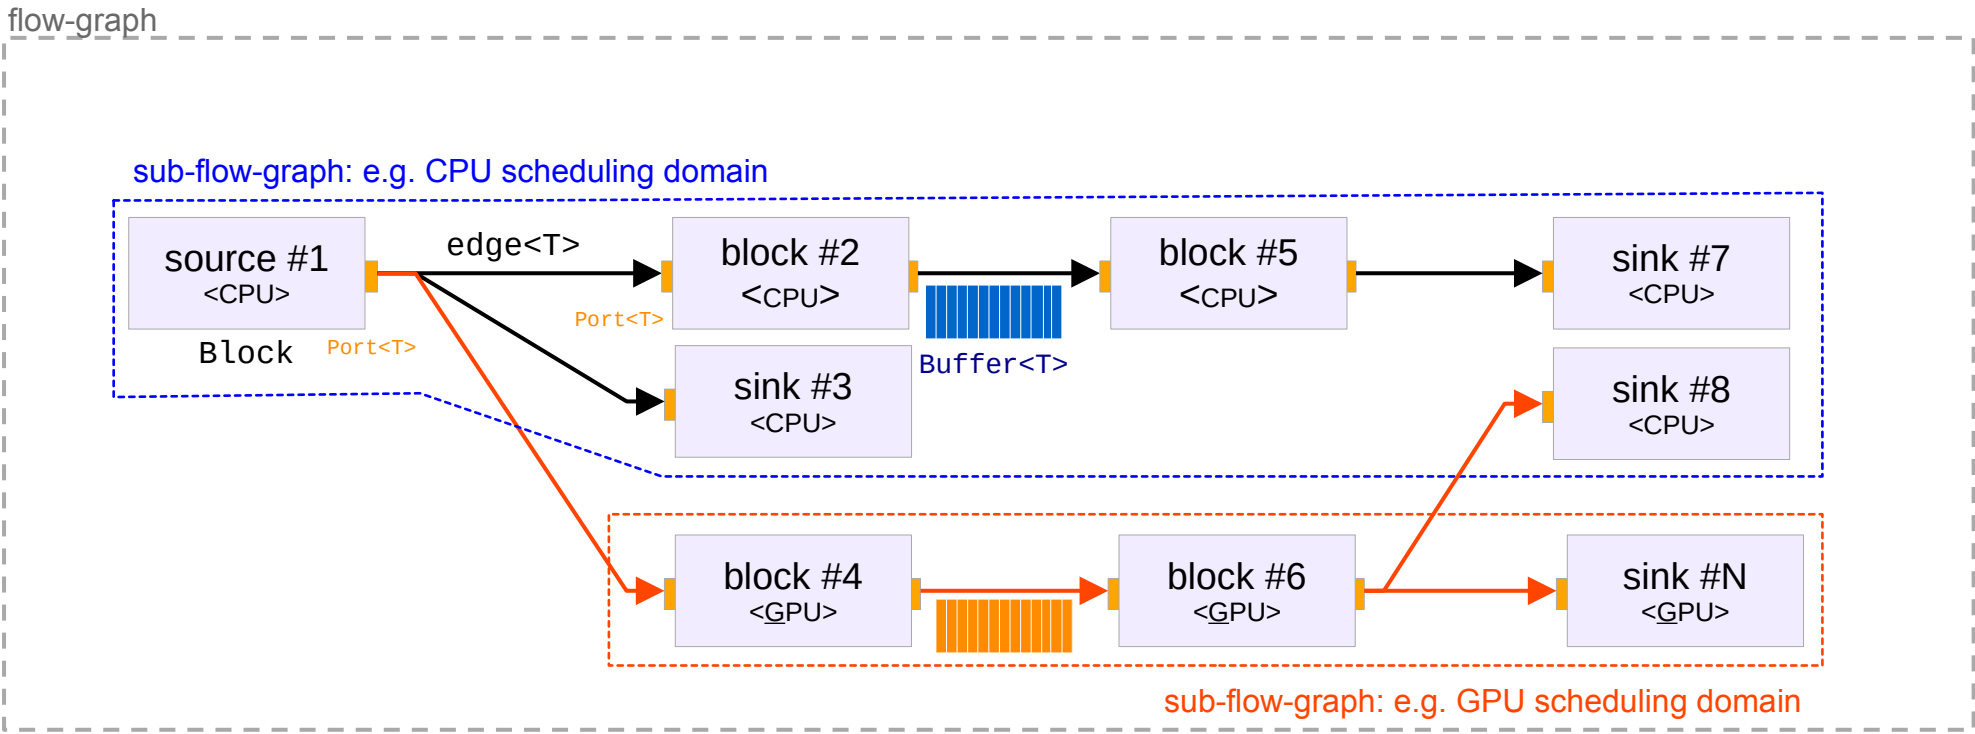 flow-graph
sub-flow-graph: e.g. CPU scheduling domain
source #1
<CPU>
edge<T>
block #2
<CPU>
block #5
<CPU>
sink #7
<CPU>
Port<T>
Block
Port<T>
Buffer<T>
sink #3
<CPU>
sink #8
<CPU>
block #4
<GPU>
block #6
<GPU>
sink #N
<GPU>
sub-flow-graph: e.g. GPU scheduling domain